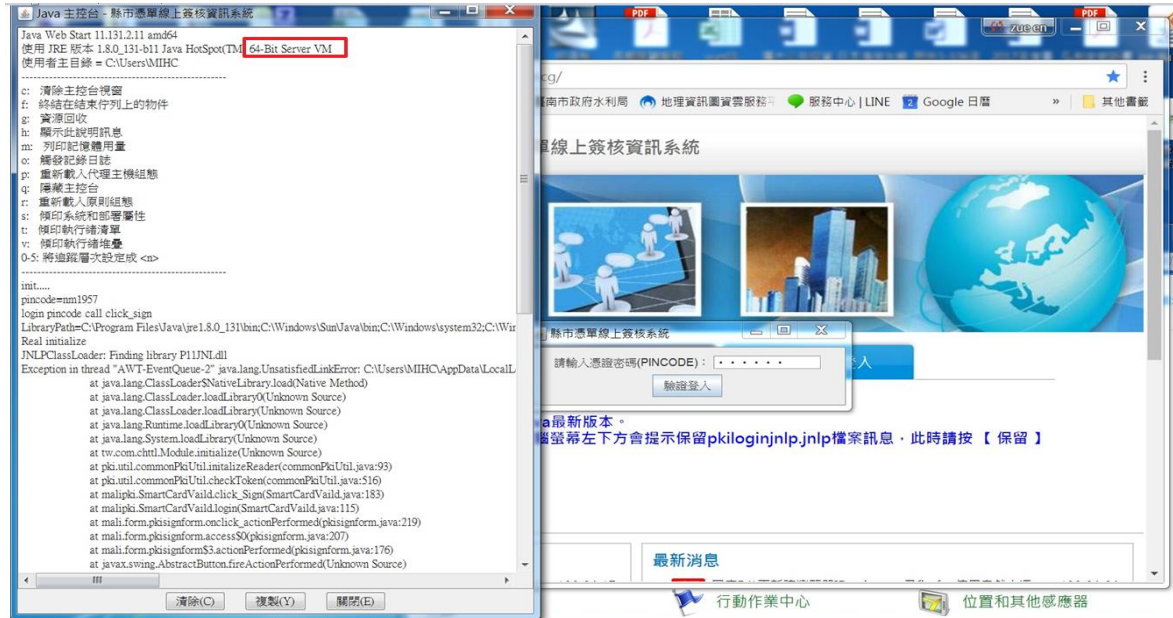 Java 主控台 - 縣市憑單線上簽核資訊系統
Java Web Start 11.131.2.11 amd64
使用 JRE 版本 1.8.0_131-b11 Java HotSpot(TM) 64-Bit Server VM
使用者主目錄 = C:\Users\MIHC
----------------------------------------------------
c: 清除主控台視窗
f: 終結在結束佇列上的物件
g: 資源回收
h: 顯示此說明訊息
m: 列印記憶體用量
o: 觸發記錄日誌
p: 重新載入代理主機組態
q: 隱藏主控台
r: 重新載入原則組態
s: 傾印系統和部署屬性
t: 傾印執行緒清單
v: 傾印執行緒堆疊
0-5: 將追蹤層次設定成 <n>
----------------------------------------------------
init.....
pincode=nm1957
login pincode call click_sign
LibraryPath=C:\Program Files\Java\jre1.8.0_131\bin;C:\Windows\Sun\Java\bin;C:\Windows\system32;C:\Wir
Real initialize
JNLPClassLoader: Finding library P11JNI.dll
Exception in thread "AWT-EventQueue-2" java.lang.UnsatisfiedLinkError: C:\Users\MIHC\AppData\LocalL
at java.lang.ClassLoader$NativeLibrary.load(Native Method)
at java.lang.ClassLoader.loadLibrary0(Unknown Source)
at java.lang.ClassLoader.loadLibrary(Unknown Source)
at java.lang.Runtime.loadLibrary0(Unknown Source)
at java.lang.System.loadLibrary(Unknown Source)
at tw.com.chttl.Module.initialize(Unknown Source)
at pki.util.commonPkiUtil.initalizeReader(commonPkiUtil.java:93)
at pki.util.commonPkiUtil.checkToken(commonPkiUtil.java:516)
at malipki.SmartCardVaild.click_Sign(SmartCardVaild.java:183)
at malipki.SmartCardVaild.login(SmartCardVaild.java:115)
at mali.form.pkisignform.onclick_actionPerformed(pkisignform.java:219)
at mali.form.pkisignform.access$0(pkisignform.java:207)
at mali.form.pkisignform$3.actionPerformed(pkisignform.java:176)
at javax.swing.AbstractButton.fireActionPerformed(Unknown Source)
清除(C) 複製(Y) 關閉(E)
PDF PDF
zue en
cg/
南市政府水利局 地理資訊圖資雲服務平 服務中心 | LINE 2 Google 日曆 » 其他書籤
單線上簽核資訊系統
縣市憑單線上簽核系統
請輸入憑證密碼(PINCODE)： ······
驗證登入
入
a最新版本。
腦螢幕左下方會提示保留pkiloginjnlp.jnlp檔案訊息，此時請按 【 保留 】
最新消息
行動作業中心 位置和其他感應器